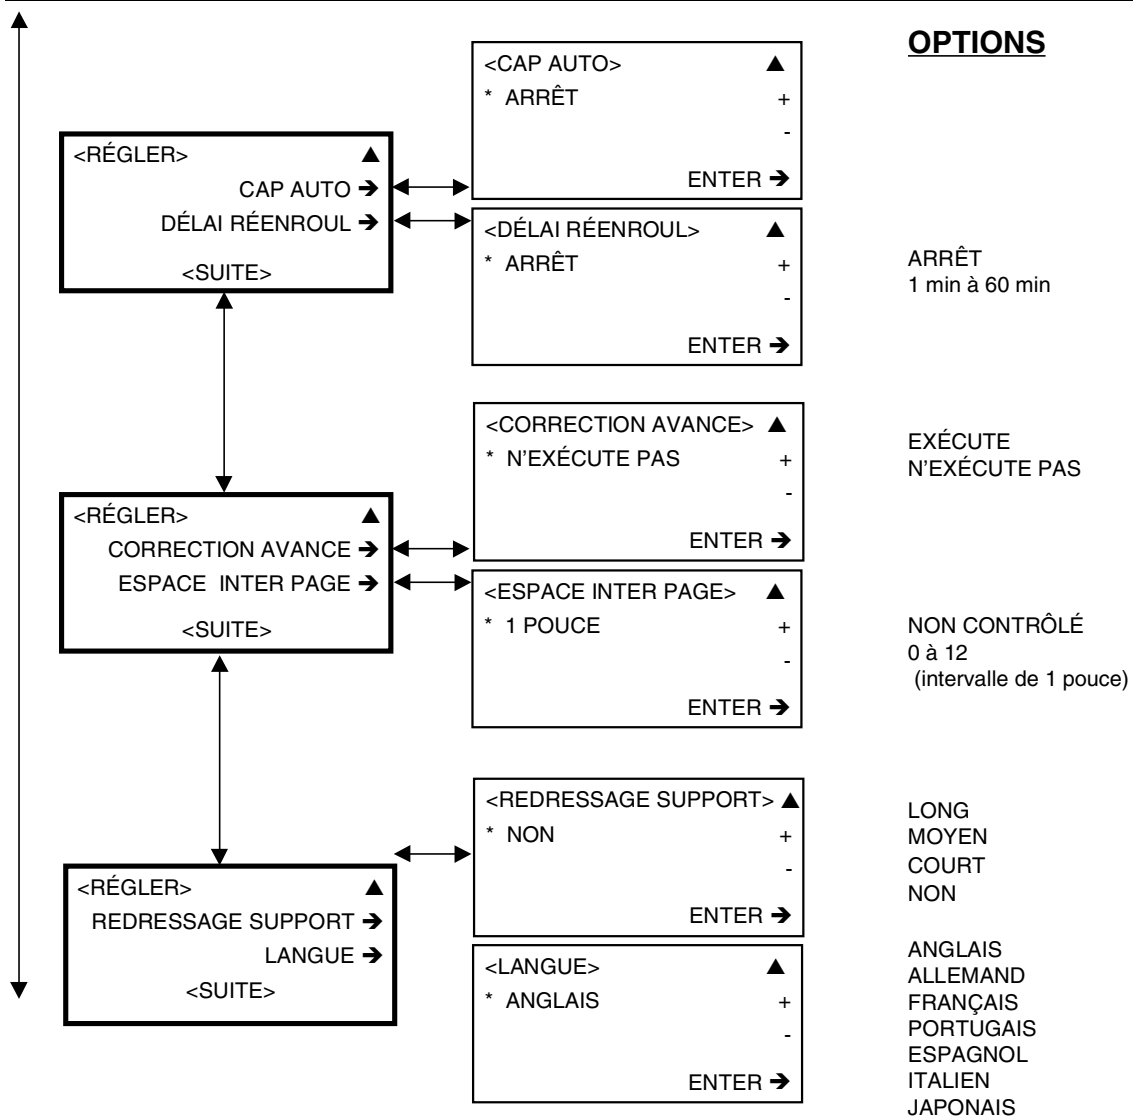 OPTIONS
<CAP AUTO> ▲
* ARRÊT +
-
ENTER ➔
<RÉGLER> ▲
CAP AUTO ➔
DÉLAI RÉENROUL ➔
<SUITE>
<DÉLAI RÉENROUL> ▲
* ARRÊT +
-
ENTER ➔
ARRÊT
1 min à 60 min
<CORRECTION AVANCE> ▲
* N'EXÉCUTE PAS +
-
ENTER ➔
EXÉCUTE
N'EXÉCUTE PAS
<RÉGLER> ▲
CORRECTION AVANCE ➔
ESPACE INTER PAGE ➔
<SUITE>
<ESPACE INTER PAGE> ▲
* 1 POUCE +
-
ENTER ➔
NON CONTRÔLÉ
0 à 12
(intervalle de 1 pouce)
<REDRESSAGE SUPPORT> ▲
* NON +
-
ENTER ➔
LONG
MOYEN
COURT
NON
<RÉGLER> ▲
REDRESSAGE SUPPORT ➔
LANGUE ➔
<SUITE>
<LANGUE> ▲
* ANGLAIS +
-
ENTER ➔
ANGLAIS
ALLEMAND
FRANÇAIS
PORTUGAIS
ESPAGNOL
ITALIEN
JAPONAIS